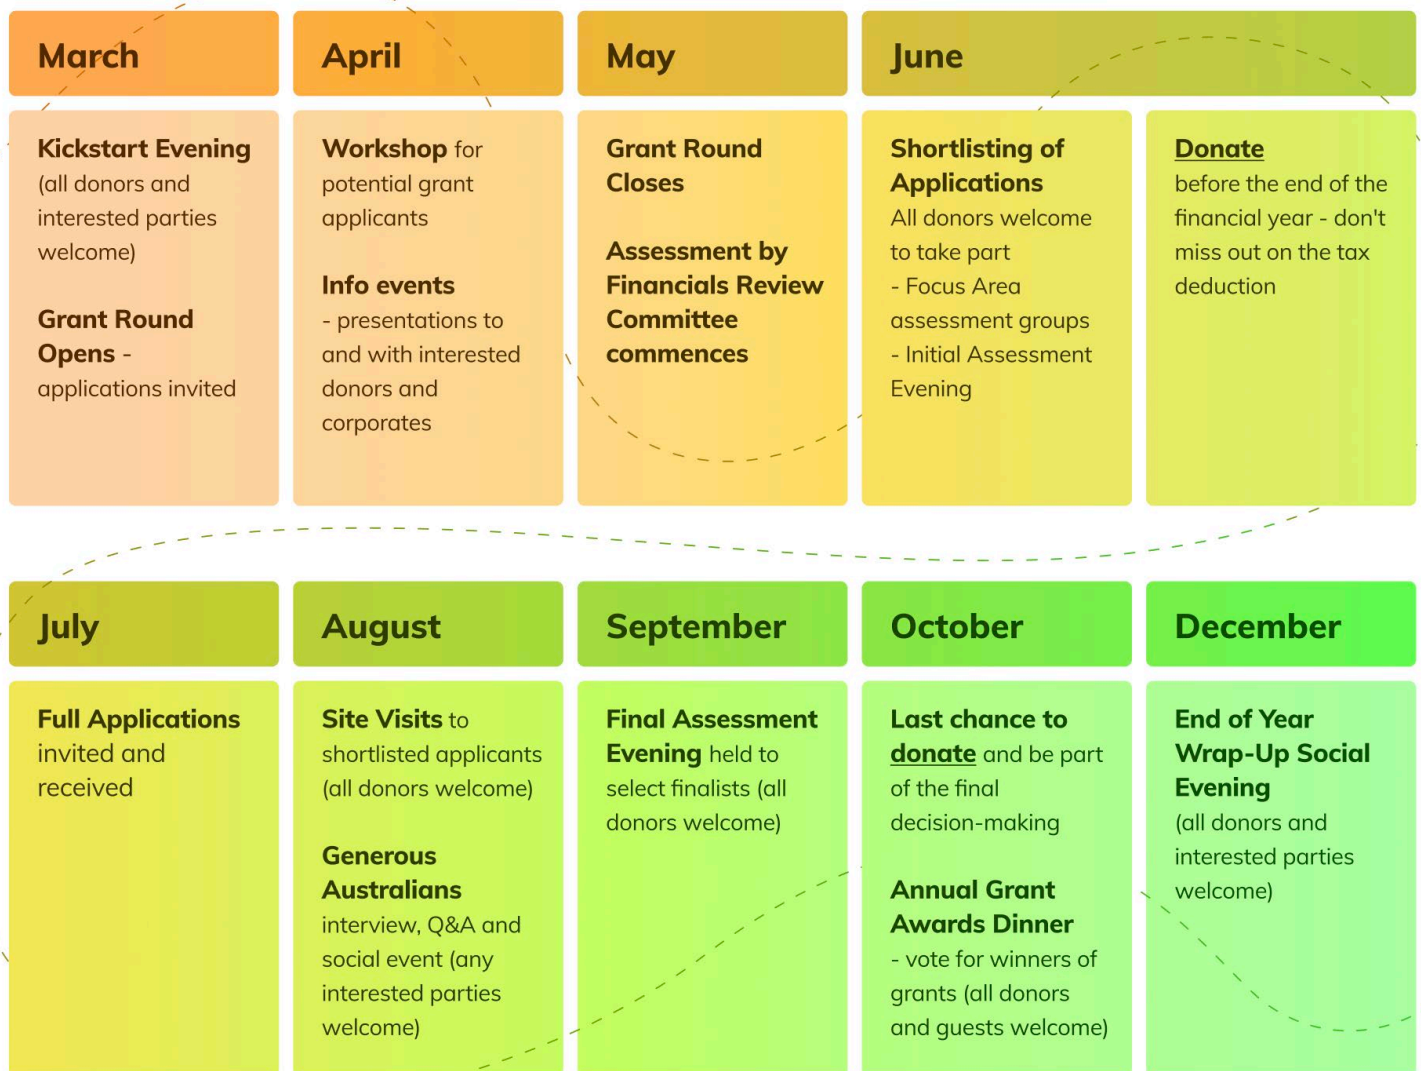 March
Kickstart Evening
(all donors and
interested parties
welcome)
Grant Round
Opens -
applications invited
April
Workshop for
potential grant
applicants
Info events
- presentations to
and with interested
donors and
corporates
May
Grant Round
Closes
Assessment by
Financials Review
Committee
commences
June
Shortlisting of
Applications
All donors welcome
to take part
- Focus Area
assessment groups
- Initial Assessment
Evening
Donate
before the end of the
financial year - don't
miss out on the tax
deduction
July
Full Applications
invited and
received
August
Site Visits to
shortlisted applicants
(all donors welcome)
Generous
Australians
interview, Q&A and
social event (any
interested parties
welcome)
September
Final Assessment
Evening held to
select finalists (all
donors welcome)
October
Last chance to
donate and be part
of the final
decision-making
Annual Grant
Awards Dinner
- vote for winners of
grants (all donors
and guests welcome)
December
End of Year
Wrap-Up Social
Evening
(all donors and
interested parties
welcome)